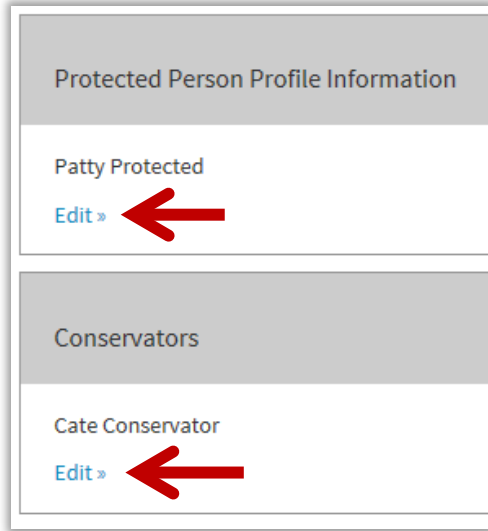 Protected Person Profile Information
Patty Protected
Edit »
Conservators
Cate Conservator
Edit »